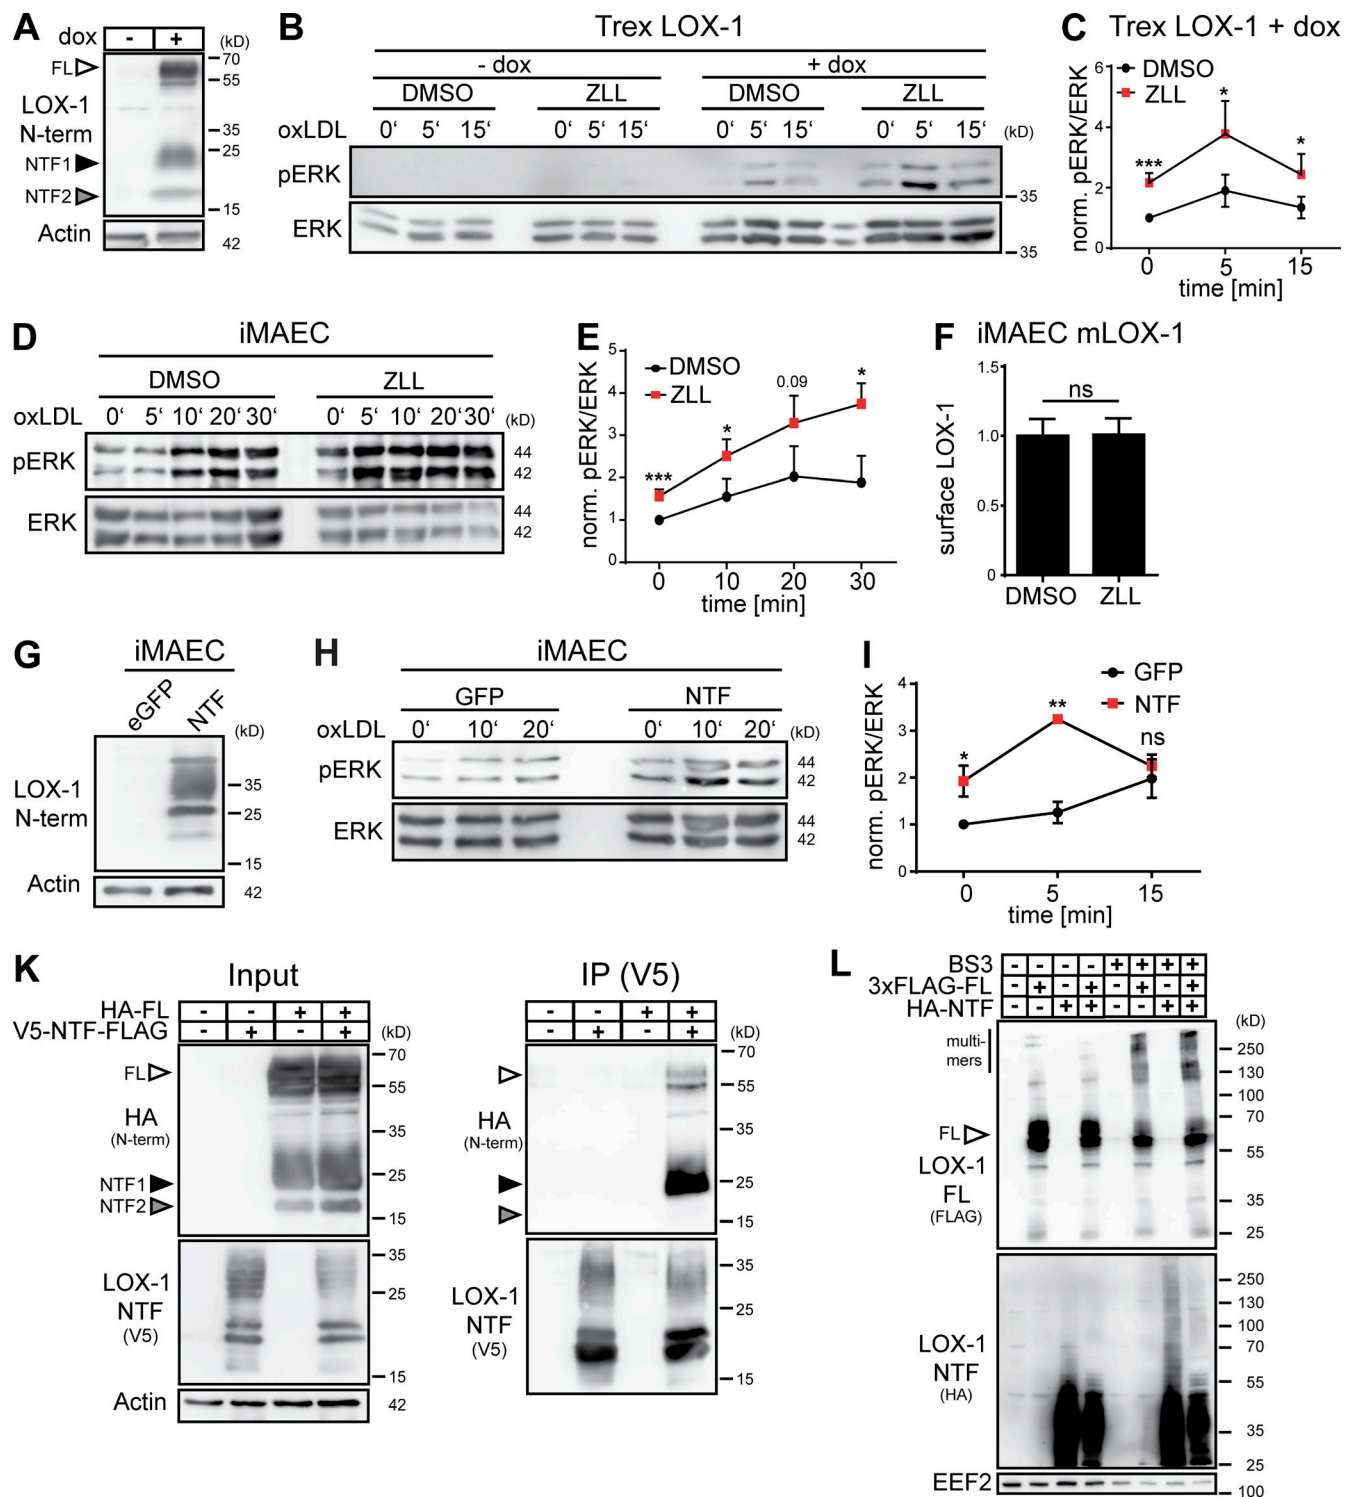 A
dox - + (kD)
FL 70
55
LOX-1
N-term
35
25
NTF1
NTF2
15
Actin 42
B
Trex LOX-1
- dox + dox
DMSO ZLL DMSO ZLL
oxLDL 0‘ 5‘ 15‘ 0‘ 5‘ 15‘ 0‘ 5‘ 15‘ 0‘ 5‘ 15‘ (kD)
pERK
35
ERK
35
C Trex LOX-1 + dox
DMSO
ZLL
norm. pERK/ERK
6
4
2
0
*** * *
0 5 15
time [min]
D
iMAEC
DMSO ZLL
oxLDL 0‘ 5‘ 10‘ 20‘ 30‘ 0‘ 5‘ 10‘ 20‘ 30‘ (kD)
pERK 44
42
ERK 44
42
E
DMSO
ZLL
norm. pERK/ERK
5
4
3
2
1
0
*** * 0.09 *
0 10 20 30
time [min]
F iMAEC mLOX-1
surface LOX-1
1.5
1.0
0.5
0
ns
DMSO ZLL
G
iMAEC
eGFP NTF
(kD)
LOX-1
N-term
35
25
15
Actin 42
H
iMAEC
GFP NTF
oxLDL 0‘ 10‘ 20‘ 0‘ 10‘ 20‘ (kD)
pERK 44
42
ERK 44
42
I
GFP
NTF
norm. pERK/ERK
4
3
2
1
0
* ** ns
0 5 15
time [min]
K
Input
HA-FL - - + +
V5-NTF-FLAG - + - + (kD)
70
FL
55
HA
(N-term)
35
NTF1 25
NTF2
15
LOX-1
NTF
(V5)
35
25
15
Actin 42
IP (V5)
- - + +
- + - + (kD)
70
55
HA
(N-term)
35
25
15
LOX-1
NTF
(V5)
35
25
15
L
BS3 - - - - + + + +
3xFLAG-FL - + - + - + - +
HA-NTF - - + + - - + +
(kD)
multi-
mers
250
130
100
70
FL
55
LOX-1
FL
(FLAG)
35
25
250
130
100
70
LOX-1
NTF
(HA)
55
35
25
EEF2 100